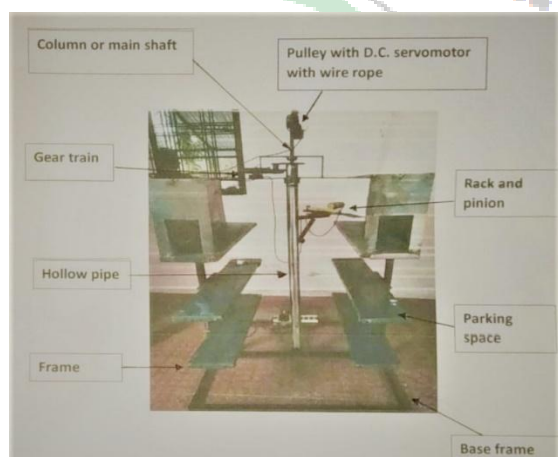 Column or main shaft
Pulley with D.C. servomotor
with wire rope
Gear train
Rack and
pinion
Hollow pipe
Parking
space
Frame
Base frame